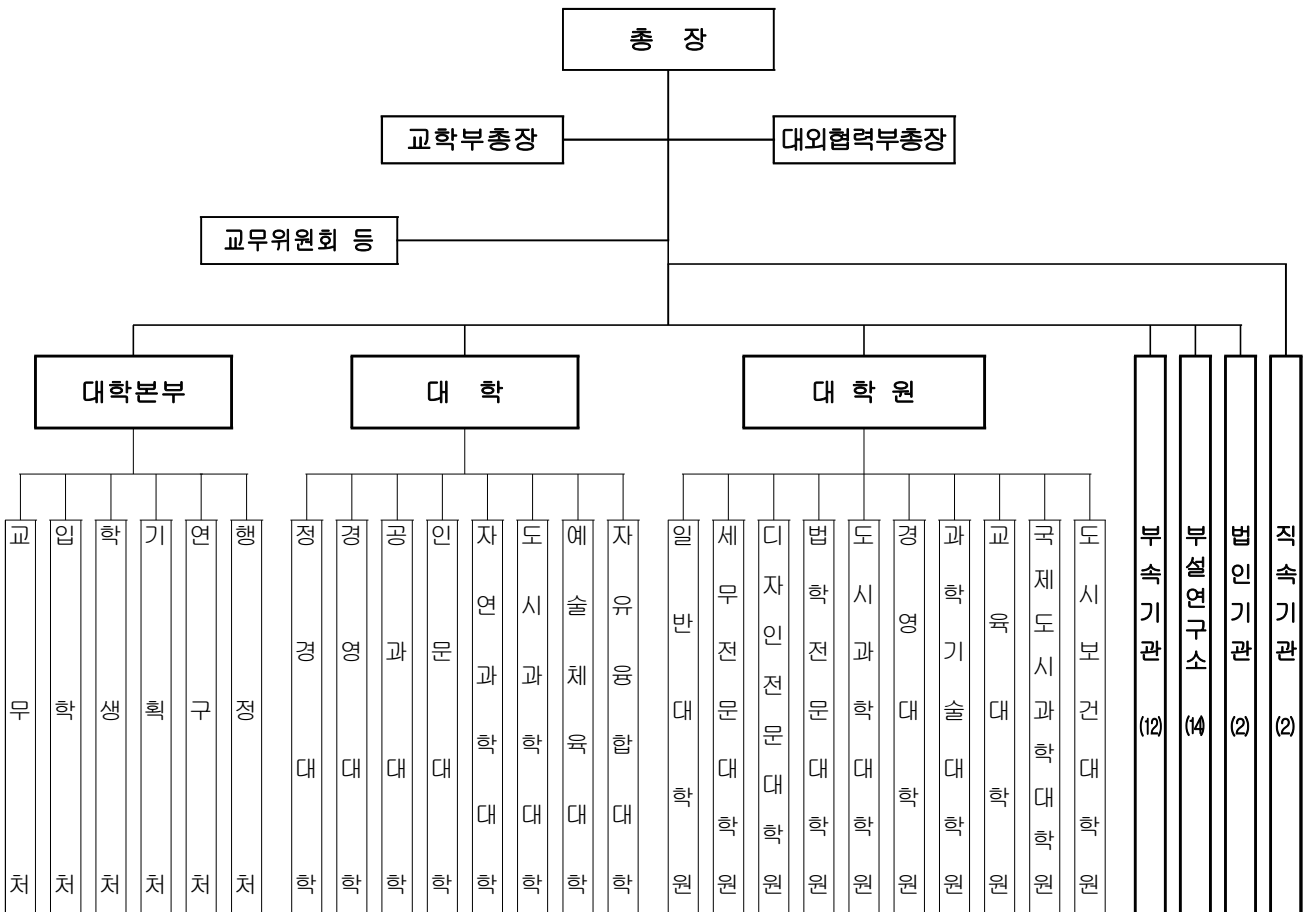 총 장
교학부총장
대외협력부총장
교무위원회 등
대학본부
대 학
대 학 원
교무처
입학처
학생처
기획처
연구처
행정처
정경대학
경영대학
공과대학
인문대학
자연과학대학
도시과학대학
예술체육대학
자유융합대학
일반대학원
세무전문대학원
디자인전문대학원
법학전문대학원
도시과학대학원
경영대학원
과학기술대학원
교육대학원
국제도시과학대학원
도시보건대학원
부속기관 (12)
부설연구소 (14)
법인기관 (2)
직속기관 (2)